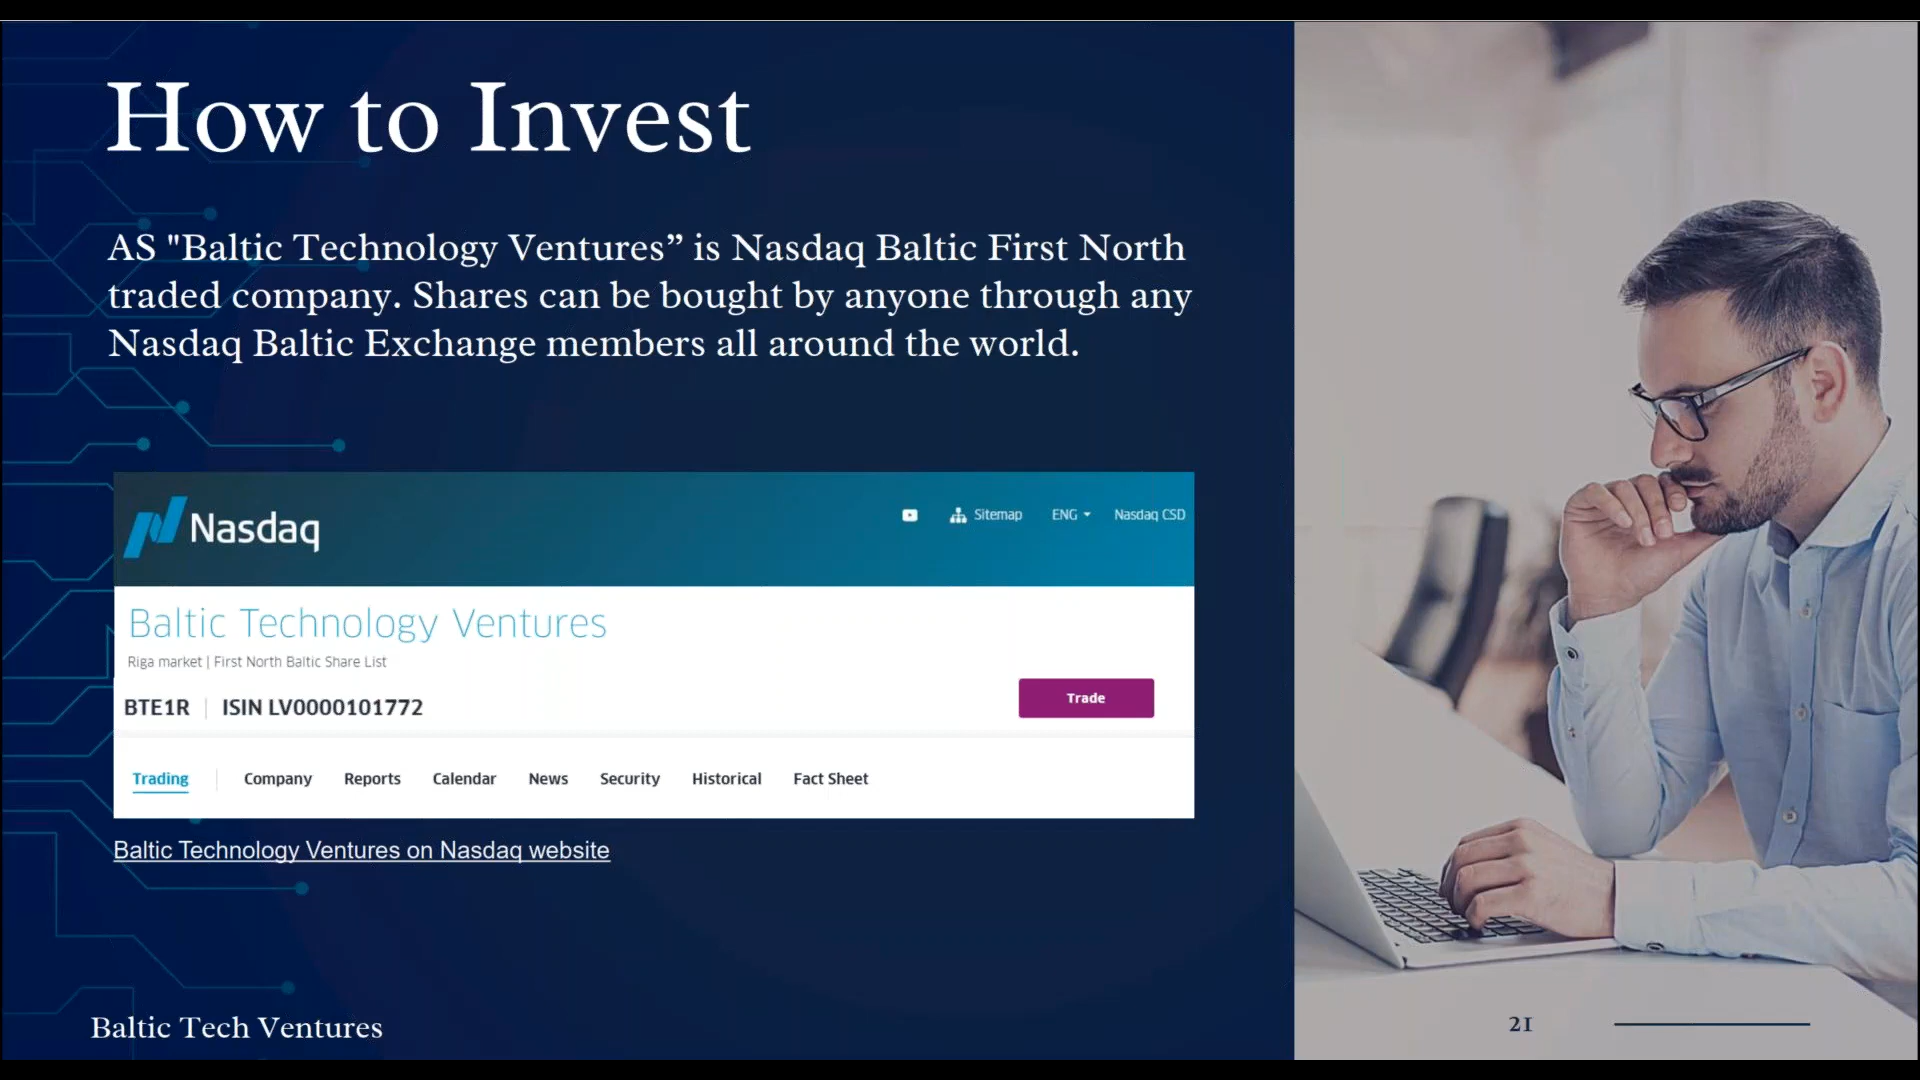 How to Invest
AS "Baltic Technology Ventures” is Nasdaq Baltic First North
traded company. Shares can be bought by anyone through any
Nasdaq Baltic Exchange members all around the world.
Nasdaq
Sitemap
ENG
Nasdaq CSD
Baltic Technology Ventures
Riga market | First North Baltic Share List
BTE1R | ISIN LV0000101772
Trade
Trading | Company Reports Calendar News Security Historical Fact Sheet
Baltic Technology Ventures on Nasdaq website
Baltic Tech Ventures
21